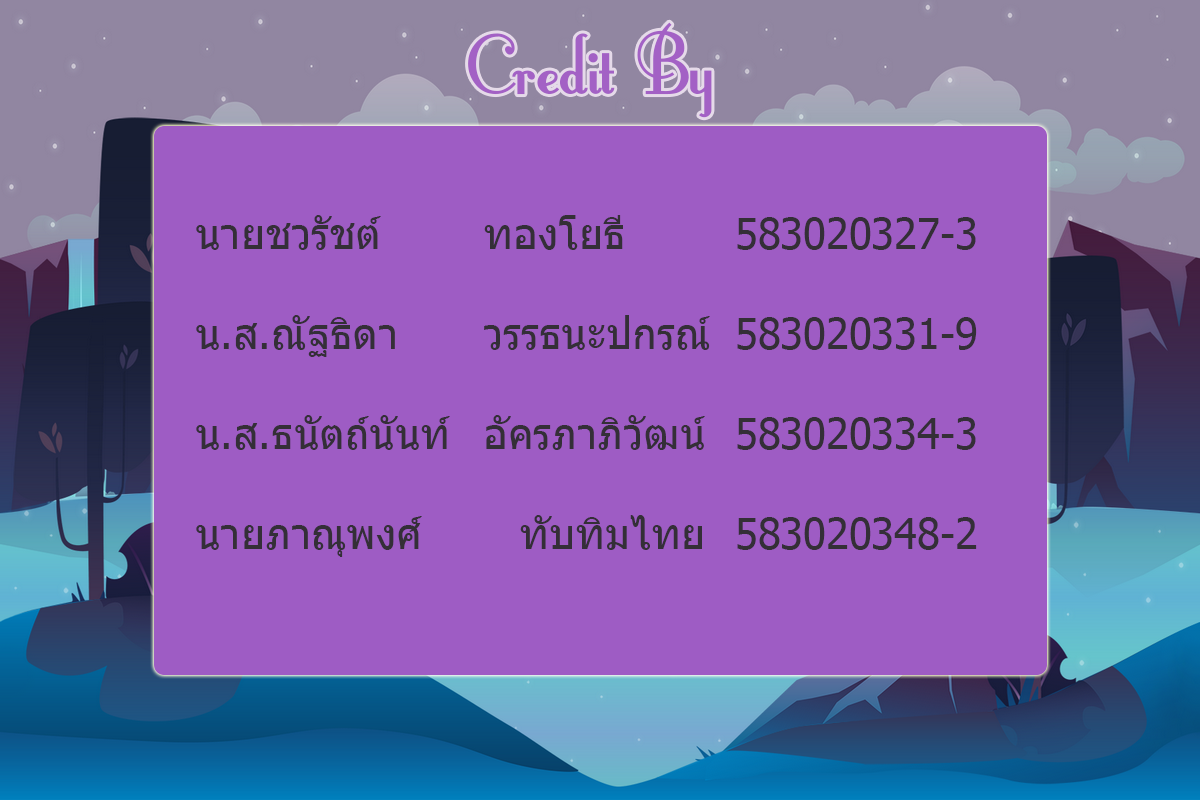 Credit By
นายชวรัชต์ ทองโยธี 583020327-3
น.ส.ณัฐธิดา วรรธนะปกรณ์ 583020331-9
น.ส.ธนัตถ์นันท์ อัครภาภิวัฒน์ 583020334-3
นายภาณุพงศ์ ทับทิมไทย 583020348-2